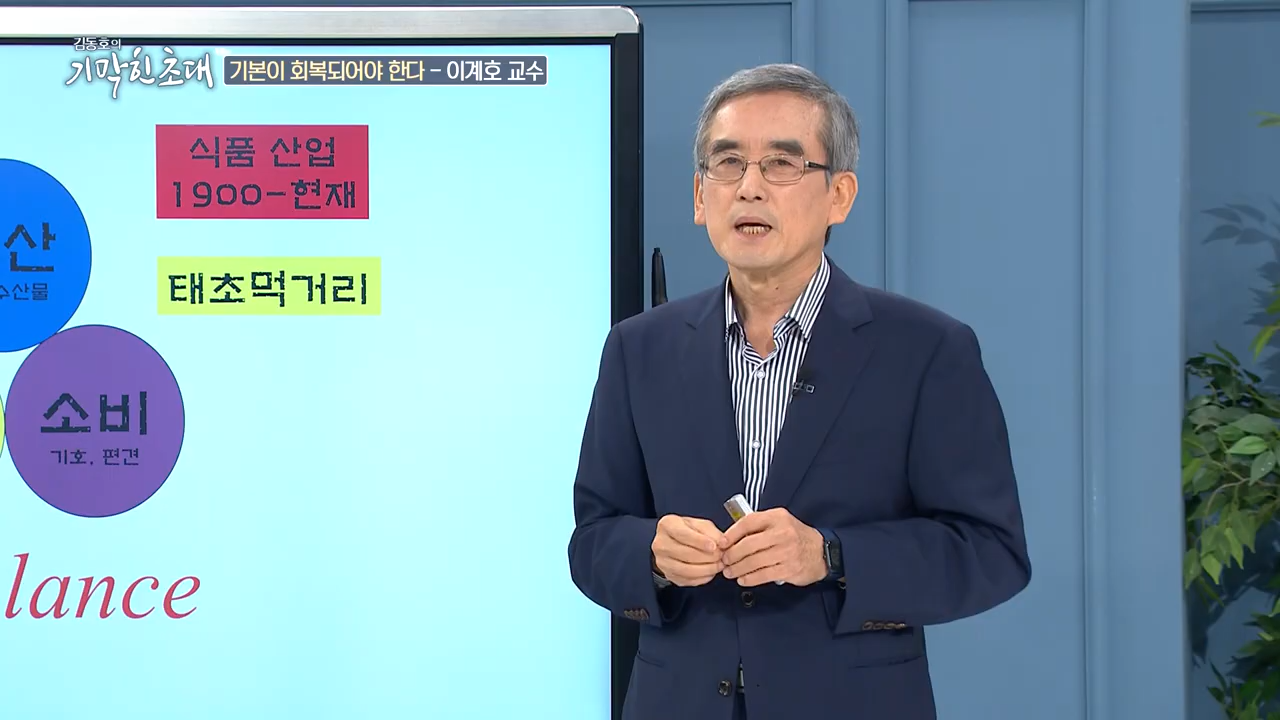 김동호의
기막힌초대
기본이 회복되어야 한다 – 이계호 교수
식품 산업
1900-현재
산
수산물
태초먹거리
소비
기호, 편견
lance